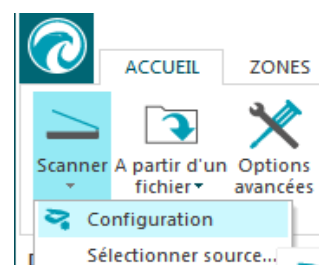 ACCUEIL ZONES
Scanner A partir d'un Options
fichier avancées
Configuration
Sélectionner source...